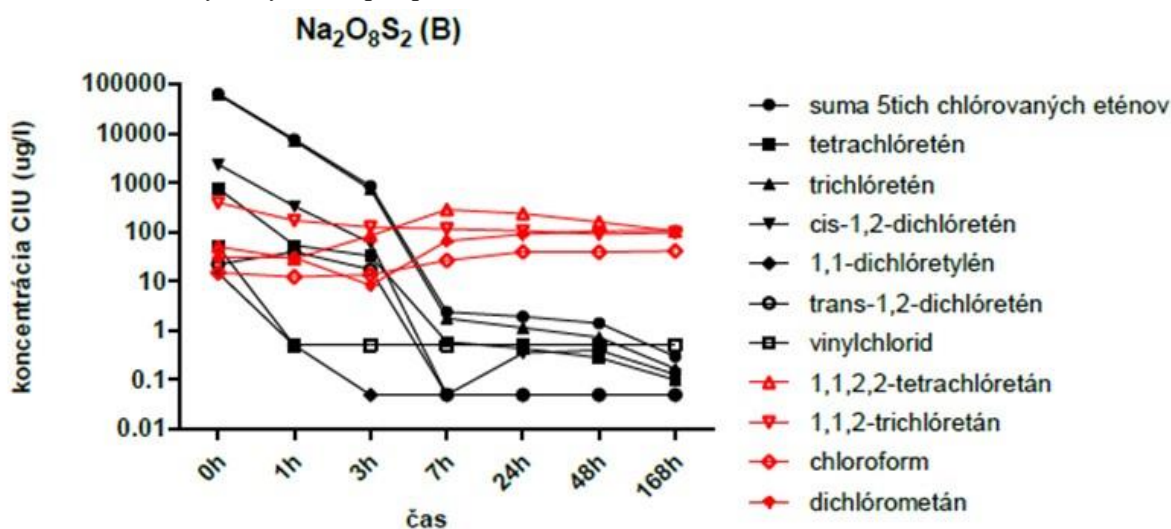 Na₂O₈S₂ (B)
koncentrácia ClU (ug/l)
100000
10000
1000
100
10
1
0.1
0.01
0h
1h
3h
7h
24h
48h
168h
čas
suma 5tich chlórovaných eténov
tetrachlóretén
trichlóretén
cis-1,2-dichlóretén
1,1-dichlóretylén
trans-1,2-dichlóretén
vinylchlorid
1,1,2,2-tetrachlóretán
1,1,2-trichlóretán
chloroform
dichlórometán